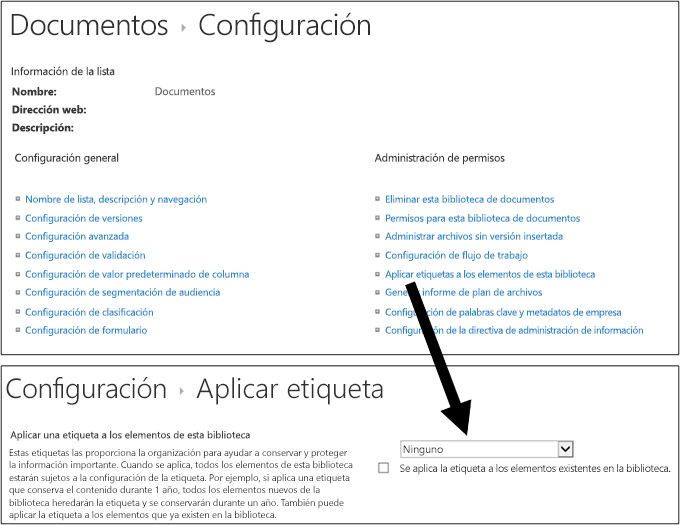 Documentos ▸ Configuración
Información de la lista
Nombre: Documentos
Dirección web:
Descripción:
Configuración general
Nombre de lista, descripción y navegación
Configuración de versiones
Configuración avanzada
Configuración de validación
Configuración de valor predeterminado de columna
Configuración de segmentación de audiencia
Configuración de clasificación
Configuración de formulario
Administración de permisos
Eliminar esta biblioteca de documentos
Permisos para esta biblioteca de documentos
Administrar archivos sin versión insertada
Configuración de flujo de trabajo
Aplicar etiquetas a los elementos de esta biblioteca
informe de plan de archivos
de palabras clave y metadatos de empresa
de la directiva de administración de información
Configuración ▸ Aplicar etiqueta
Aplicar una etiqueta a los elementos de esta biblioteca
Estas etiquetas las proporciona la organización para ayudar a conservar y proteger
la información importante. Cuando se aplica, todos los elementos de esta biblioteca
estarán sujetos a la configuración de la etiqueta. Por ejemplo, si aplica una etiqueta
que conserva el contenido durante 1 año, todos los elementos nuevos de la
biblioteca heredarán la etiqueta y se conservarán durante un año. También puede
aplicar la etiqueta a los elementos que ya existen en la biblioteca.
Ninguno
Se aplica la etiqueta a los elementos existentes en la biblioteca.